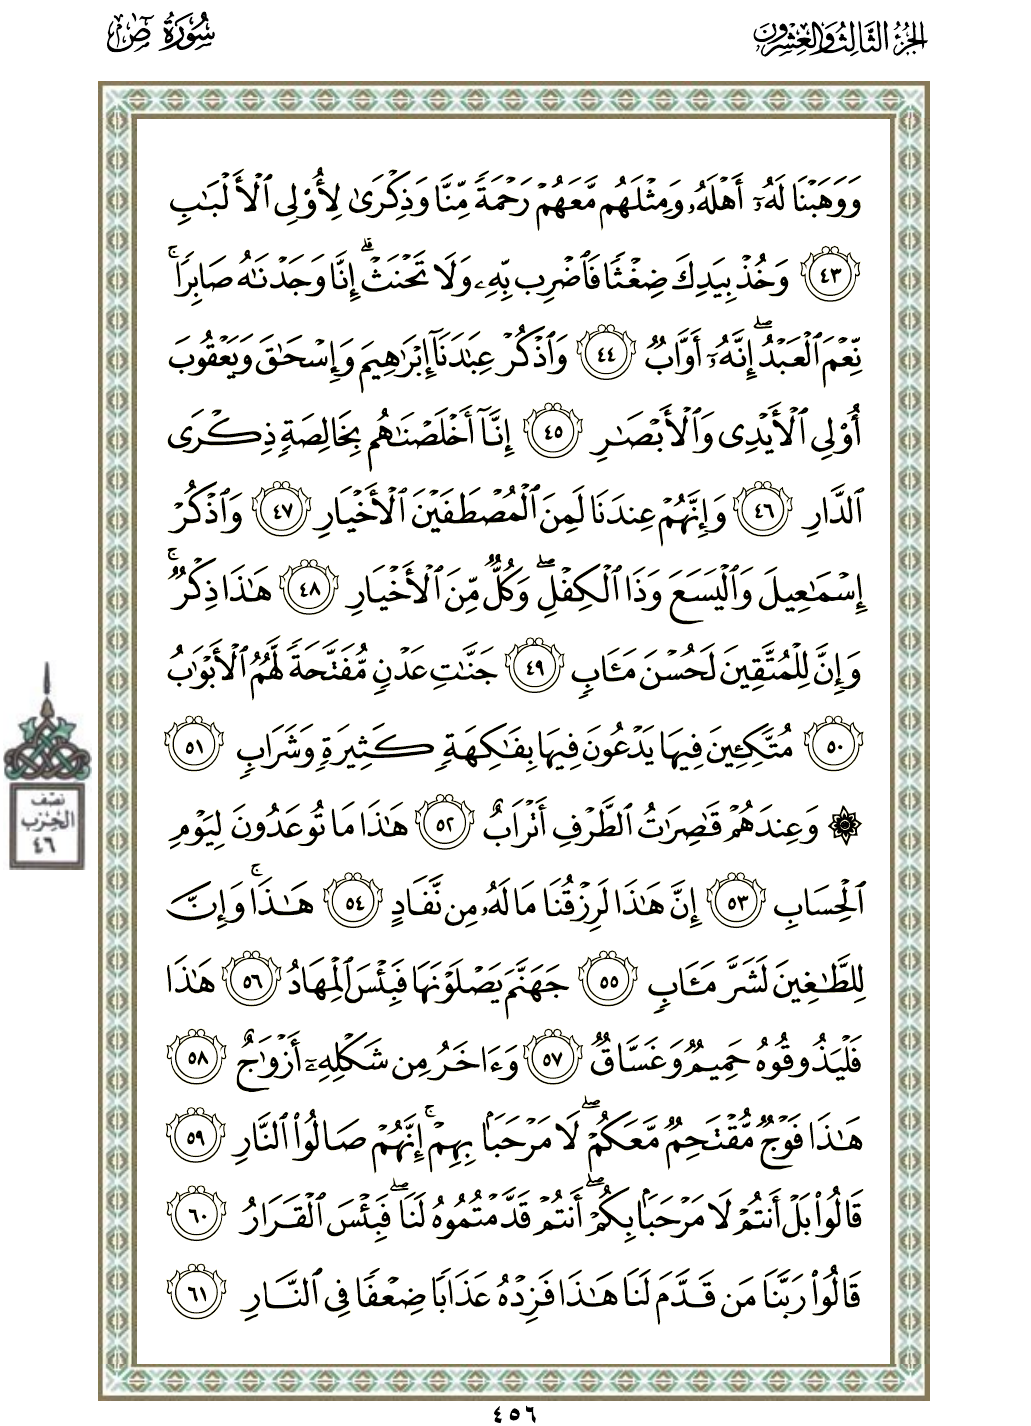 الجزء الثالث والعشرون
سورة ص
وَوَهَبْنَا لَهُۥٓ أَهْلَهُۥ وَمِثْلَهُم مَّعَهُمْ رَحْمَةً مِّنَّا وَذِكْرَىٰ لِأُو۟لِى ٱلْأَلْبَٰبِ
٤٣ وَخُذْ بِيَدِكَ ضِغْثًا فَٱضْرِب بِّهِۦ وَلَا تَحْنَثْ ۗ إِنَّا وَجَدْنَٰهُ صَابِرًا ۚ
نِّعْمَ ٱلْعَبْدُ ۖ إِنَّهُۥٓ أَوَّابٌ ٤٤ وَٱذْكُرْ عِبَٰدَنَآ إِبْرَٰهِيمَ وَإِسْحَٰقَ وَيَعْقُوبَ
أُو۟لِى ٱلْأَيْدِى وَٱلْأَبْصَٰرِ ٤٥ إِنَّآ أَخْلَصْنَٰهُم بِخَالِصَةٍ ذِكْرَى
ٱلدَّارِ ٤٦ وَإِنَّهُمْ عِندَنَا لَمِنَ ٱلْمُصْطَفَيْنَ ٱلْأَخْيَارِ ٤٧ وَٱذْكُرْ
إِسْمَٰعِيلَ وَٱلْيَسَعَ وَذَا ٱلْكِفْلِ ۖ وَكُلٌّ مِّنَ ٱلْأَخْيَارِ ٤٨ هَٰذَا ذِكْرٌ ۚ
وَإِنَّ لِلْمُتَّقِينَ لَحُسْنَ مَـَٔابٍ ٤٩ جَنَّٰتِ عَدْنٍ مُّفَتَّحَةً لَّهُمُ ٱلْأَبْوَٰبُ
٥٠ مُتَّكِـِٔينَ فِيهَا يَدْعُونَ فِيهَا بِفَٰكِهَةٍ كَثِيرَةٍ وَشَرَابٍ ٥١
۞ وَعِندَهُمْ قَٰصِرَٰتُ ٱلطَّرْفِ أَتْرَابٌ ٥٢ هَٰذَا مَا تُوعَدُونَ لِيَوْمِ
ٱلْحِسَابِ ٥٣ إِنَّ هَٰذَا لَرِزْقُنَا مَا لَهُۥ مِن نَّفَادٍ ٥٤ هَٰذَا ۚ وَإِنَّ
لِلطَّٰغِينَ لَشَرَّ مَـَٔابٍ ٥٥ جَهَنَّمَ يَصْلَوْنَهَا فَبِئْسَ ٱلْمِهَادُ ٥٦ هَٰذَا
فَلْيَذُوقُوهُ حَمِيمٌ وَغَسَّاقٌ ٥٧ وَءَاخَرُ مِن شَكْلِهِۦٓ أَزْوَٰجٌ ٥٨
هَٰذَا فَوْجٌ مُّقْتَحِمٌ مَّعَكُمْ ۖ لَا مَرْحَبًۢا بِهِمْ ۚ إِنَّهُمْ صَالُوا۟ ٱلنَّارِ ٥٩
قَالُوا۟ بَلْ أَنتُمْ لَا مَرْحَبًۢا بِكُمْ ۖ أَنتُمْ قَدَّمْتُمُوهُ لَنَا ۖ فَبِئْسَ ٱلْقَرَارُ ٦٠
قَالُوا۟ رَبَّنَا مَن قَدَّمَ لَنَا هَٰذَا فَزِدْهُ عَذَابًا ضِعْفًا فِى ٱلنَّارِ ٦١
نصف
الحزب
٤٦
٤٥٦